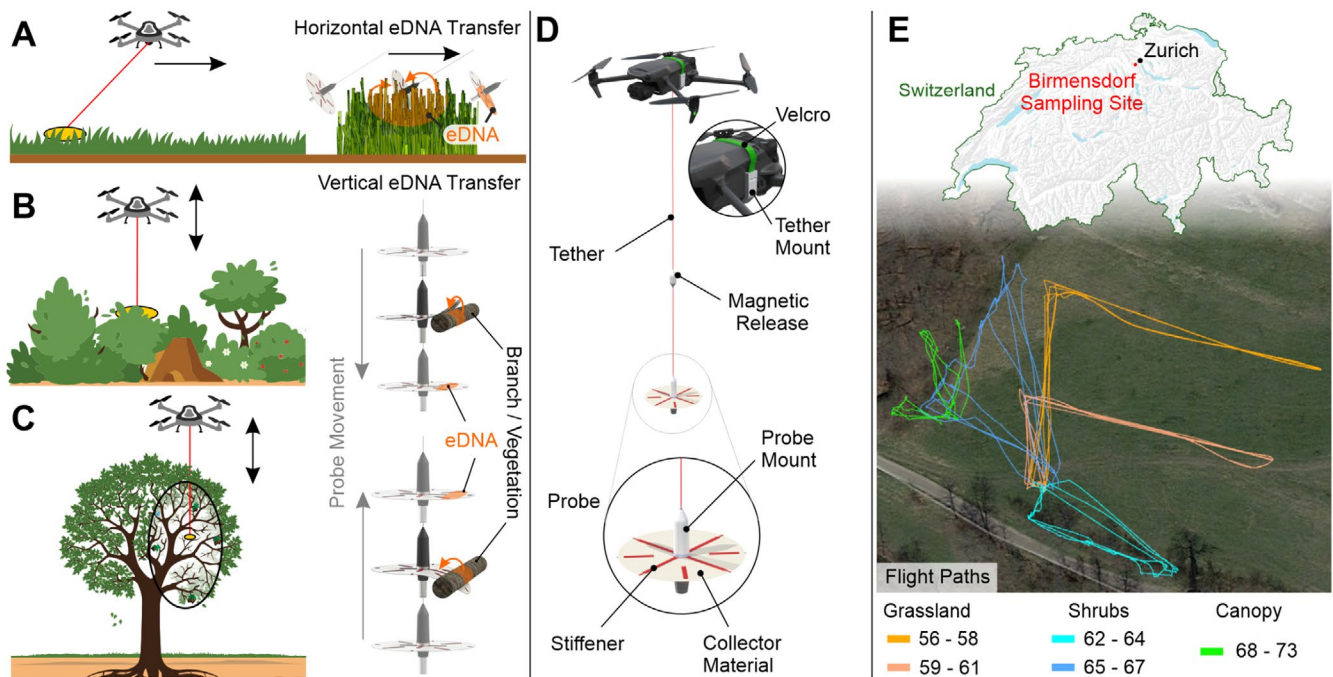 A
Horizontal eDNA Transfer
eDNA
B
Vertical eDNA Transfer
Probe Movement
eDNA
Branch / Vegetation
C
D
Velcro
Tether
Mount
Tether
Magnetic
Release
Probe
Mount
Probe
Stiffener
Collector
Material
E
Zurich
Switzerland
Birmensdorf
Sampling Site
Flight Paths
Grassland
56 - 58
59 - 61
Shrubs
62 - 64
65 - 67
Canopy
68 - 73